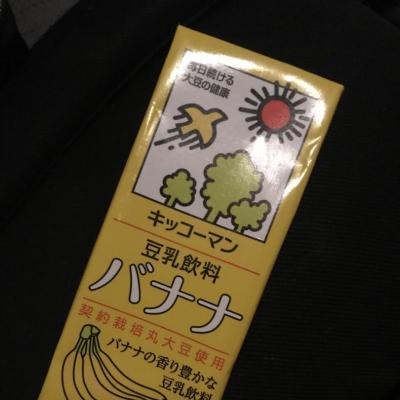 毎日続ける
大豆の健康
キッコーマン
豆乳飲料
バナナ
契約栽培丸大豆使用
バナナの香り豊かな
豆乳飲料